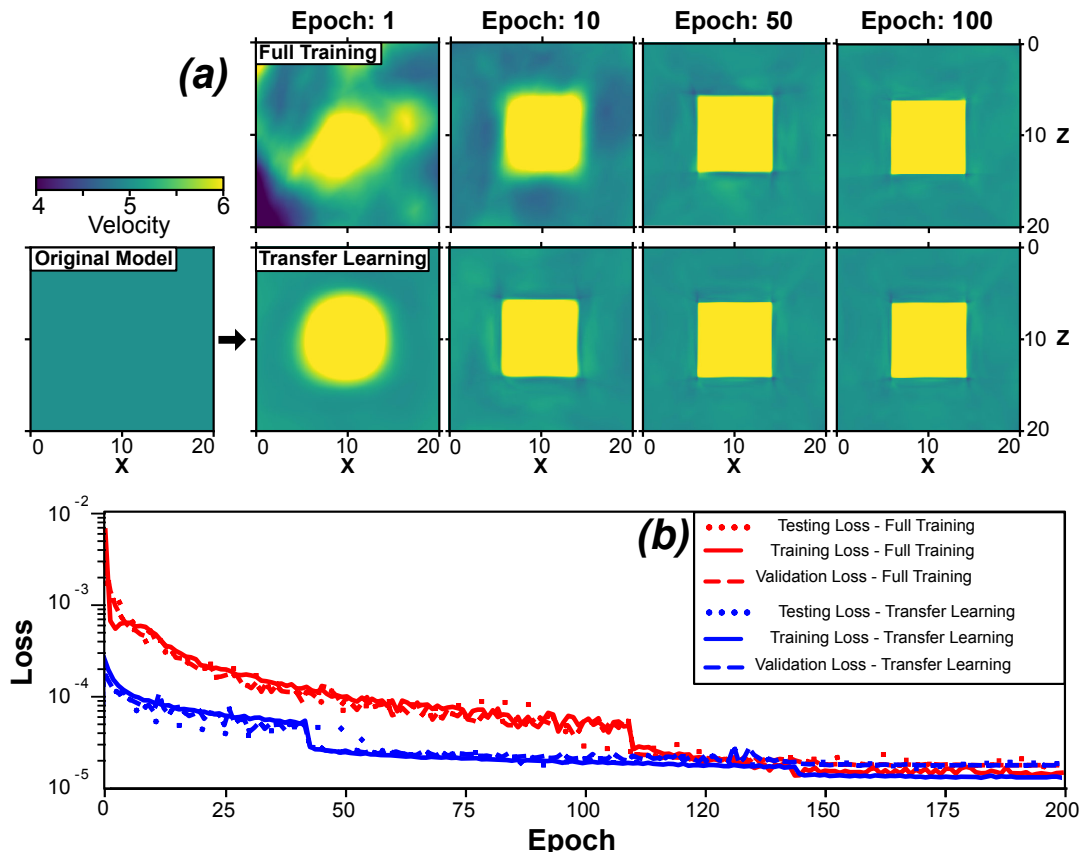 Epoch: 1 Epoch: 10 Epoch: 50 Epoch: 100
(a)
Full Training
0
10 Z
20
4 5 6
Velocity
Original Model
Transfer Learning
0
10 Z
20
0 10 20 0 10 20 0 10 20 0 10 20 0 10 20
X X X X X
(b)
Loss
10⁻²
10⁻³
10⁻⁴
10⁻⁵
Testing Loss - Full Training
Training Loss - Full Training
Validation Loss - Full Training
Testing Loss - Transfer Learning
Training Loss - Transfer Learning
Validation Loss - Transfer Learning
0 25 50 75 100 125 150 175 200
Epoch